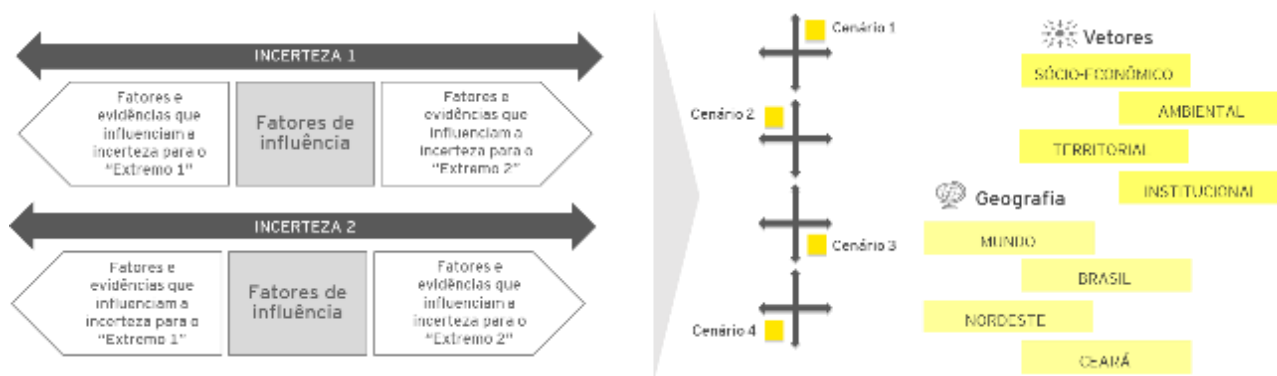 INCERTEZA 1
Fatores e
evidências que
influenciam a
incerteza para o
"Extremo 1"
Fatores de
influência
Fatores e
evidências que
influenciam a
incerteza para o
"Extremo 2"
INCERTEZA 2
Fatores e
evidências que
influenciam a
incerteza para o
"Extremo 1"
Fatores de
influência
Fatores e
evidências que
influenciam a
incerteza para o
"Extremo 2"
Cenário 1
Cenário 2
Cenário 3
Cenário 4
Vetores
SÓCIO-ECONÔMICO
AMBIENTAL
TERRITORIAL
INSTITUCIONAL
Geografia
MUNDO
BRASIL
NORDESTE
CEARÁ